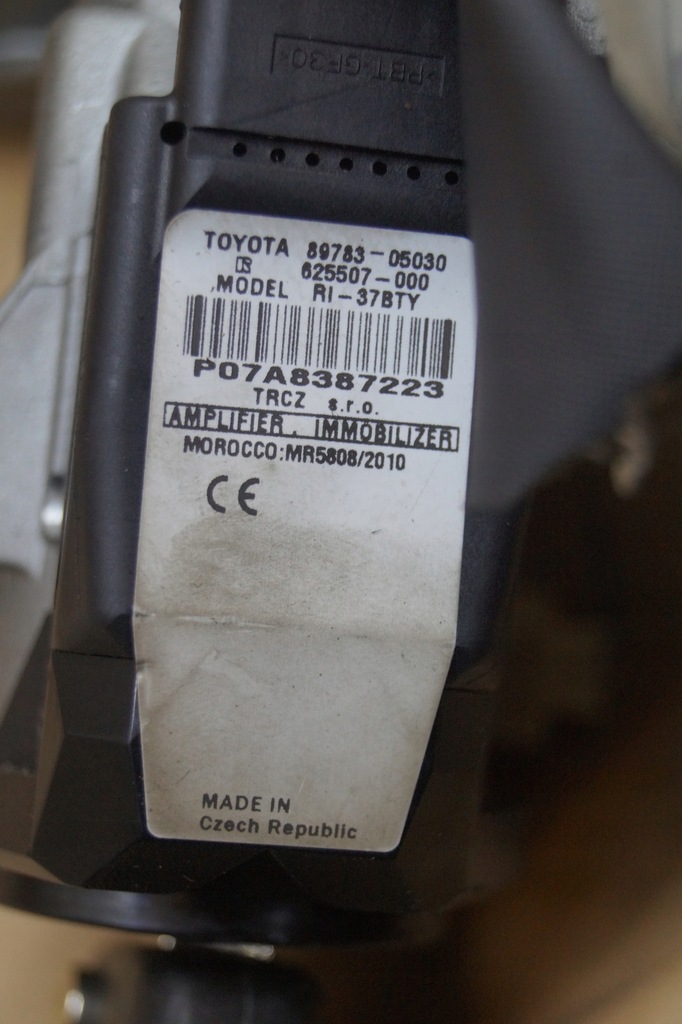 >PBT-GF30<
TOYOTA 89783-05030
R 625507-000
MODEL RI-37BTY
P07A8387223
TRCZ s.r.o.
AMPLIFIER, IMMOBILIZER
MOROCCO:MR5808/2010
CE
MADE IN
Czech Republic